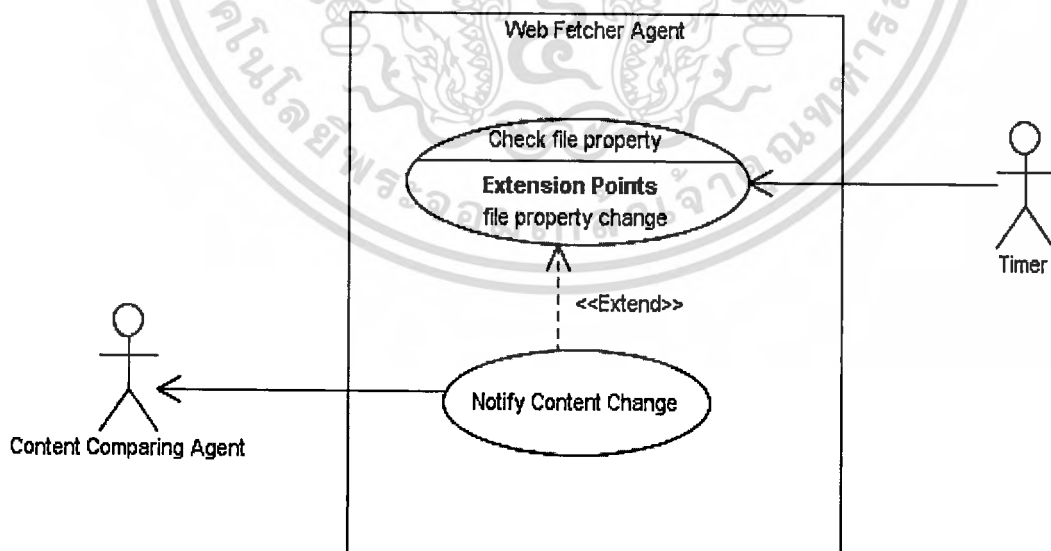 Web Fetcher Agent
Check file property
Extension Points
file property change
Timer
<<Extend>>
Notify Content Change
Content Comparing Agent